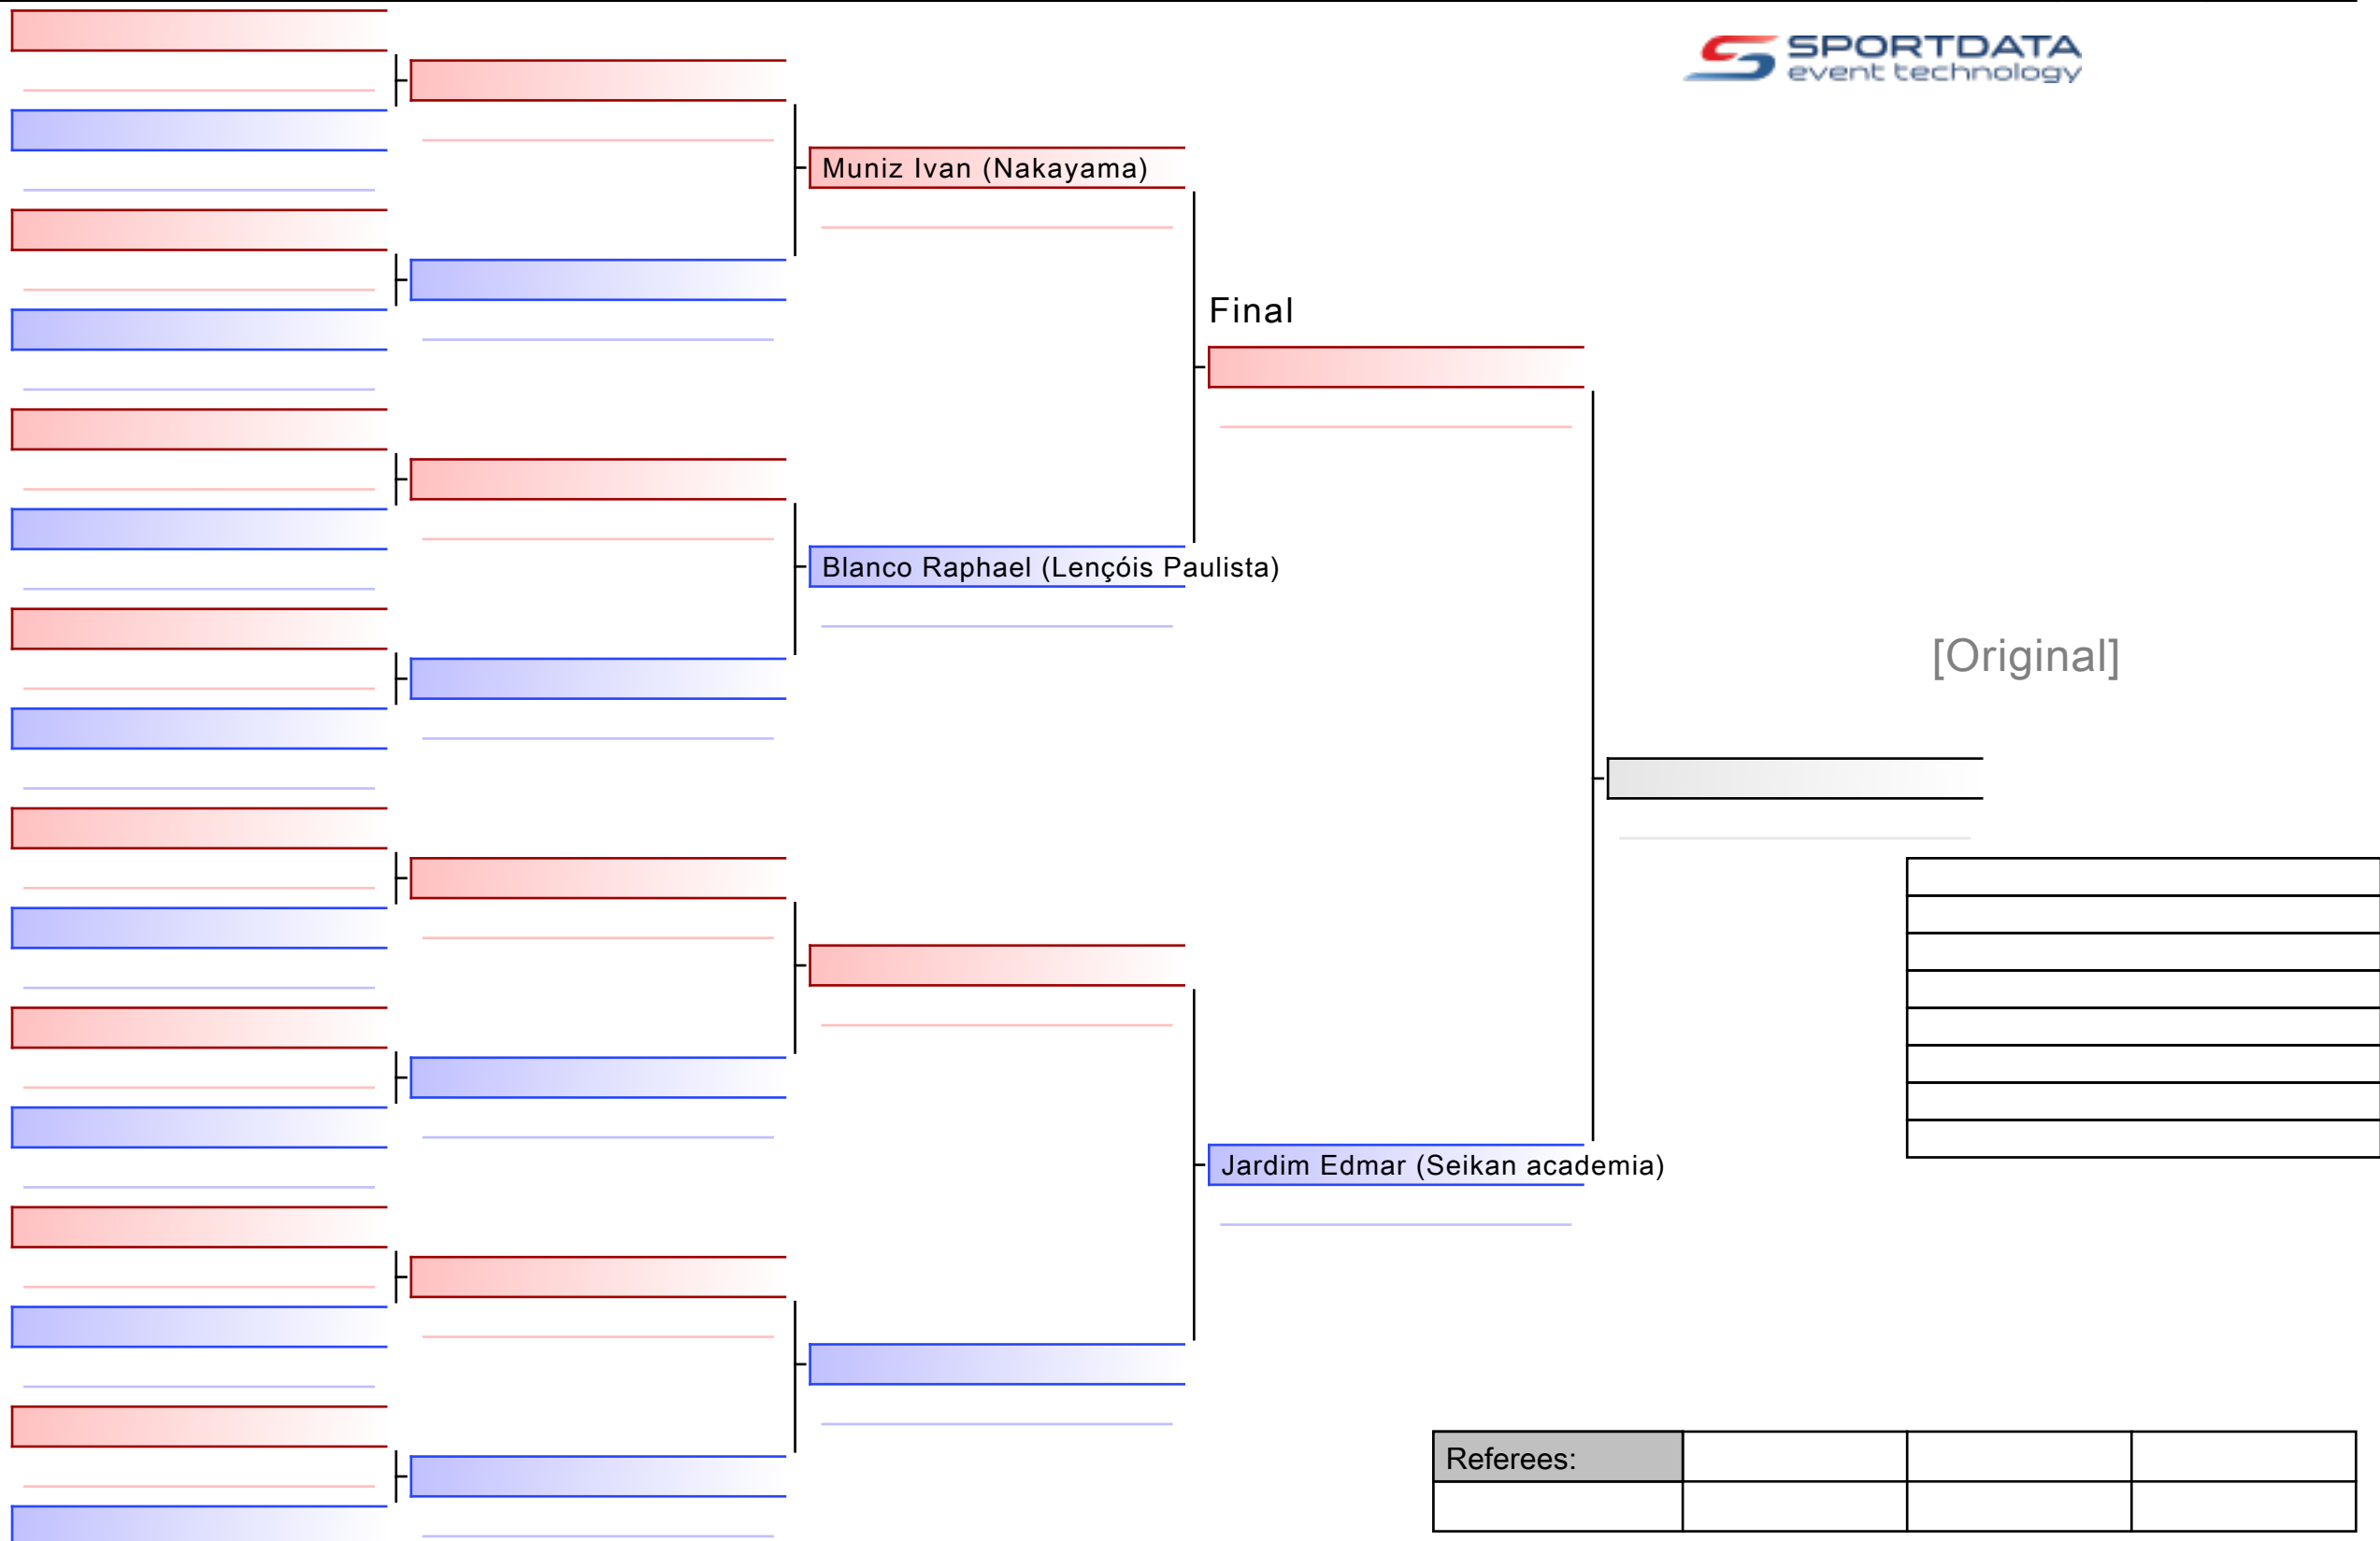 SPORTDATA
event technology
Muniz Ivan (Nakayama)
Final
Blanco Raphael (Lençóis Paulista)
[Original]
Jardim Edmar (Seikan academia)
Referees: